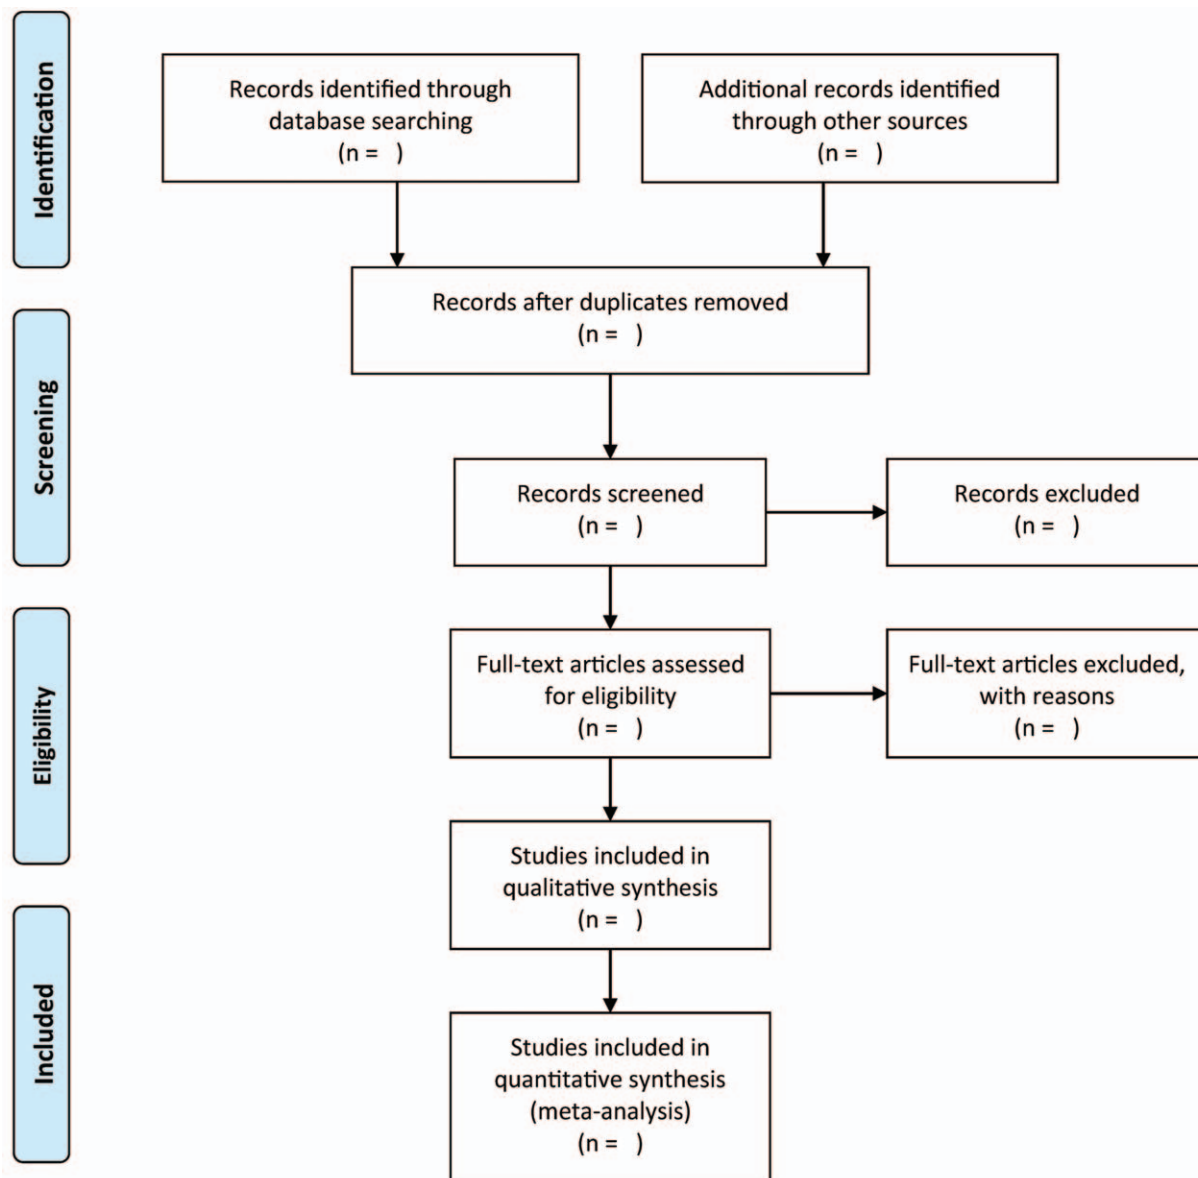 Identification
Records identified through
database searching
(n =   )
Additional records identified
through other sources
(n =   )
Records after duplicates removed
(n =   )
Screening
Records screened
(n =   )
Records excluded
(n =   )
Eligibility
Full-text articles assessed
for eligibility
(n =   )
Full-text articles excluded,
with reasons
(n =   )
Studies included in
qualitative synthesis
(n =   )
Included
Studies included in
quantitative synthesis
(meta-analysis)
(n =   )